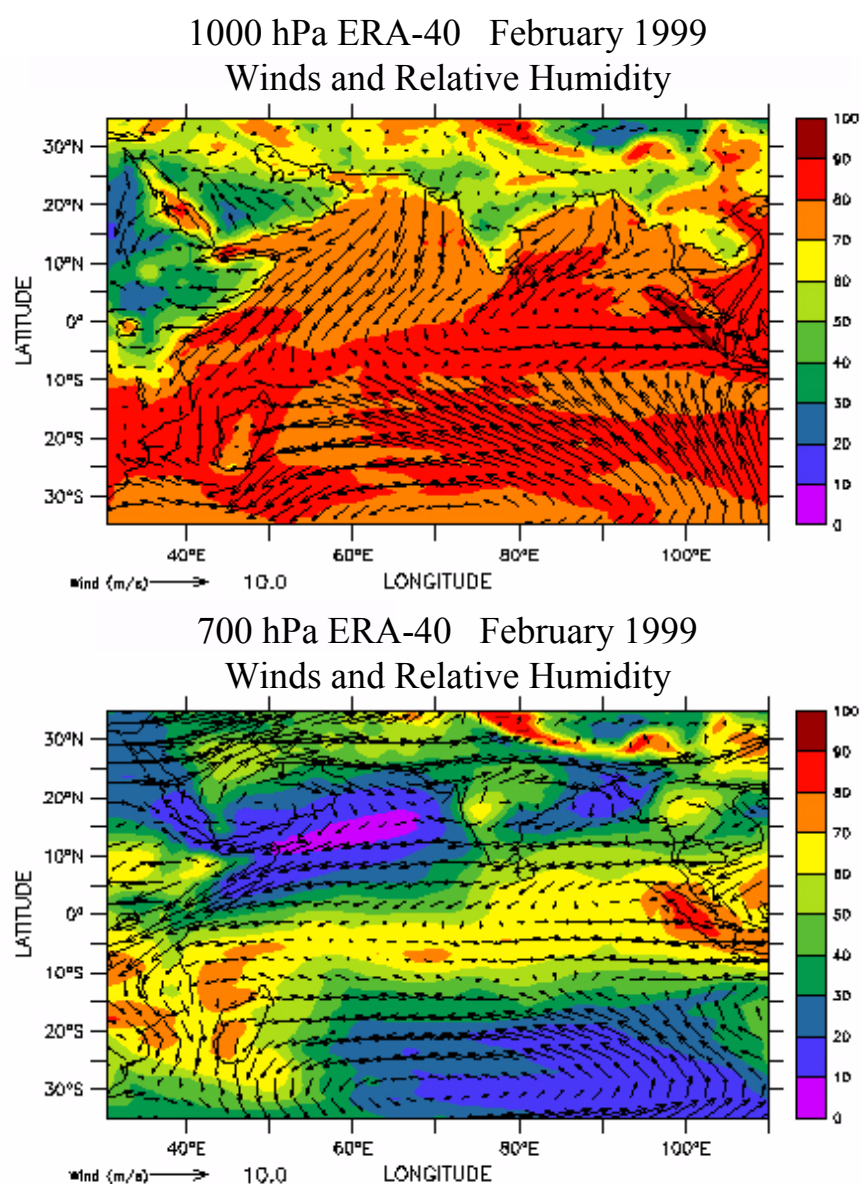 1000 hPa ERA-40 February 1999
Winds and Relative Humidity
30°N
20°N
10°N
0°
10°S
20°S
30°S
LATITUDE
100
90
80
70
60
50
40
30
20
10
0
40°E 60°E 80°E 100°E
Wind (m/s) 10.0 LONGITUDE
700 hPa ERA-40 February 1999
Winds and Relative Humidity
30°N
20°N
10°N
0°
10°S
20°S
30°S
LATITUDE
100
90
80
70
60
50
40
30
20
10
0
40°E 60°E 80°E 100°E
Wind (m/s) 10.0 LONGITUDE